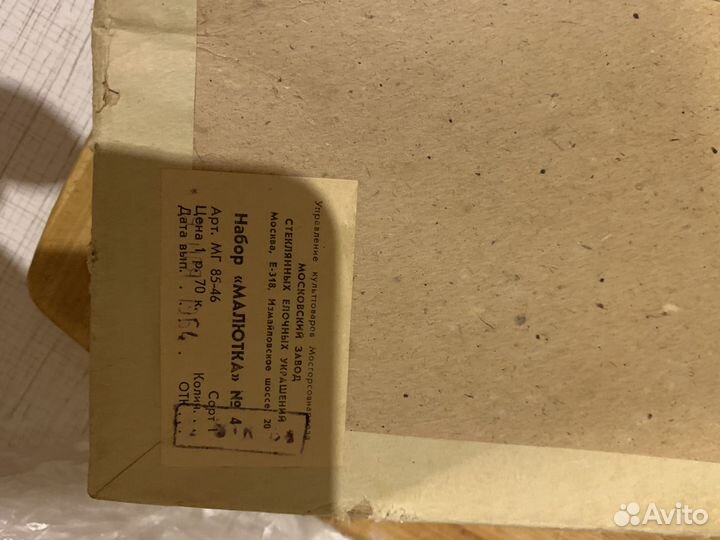 Управление культтоваров Мосгорсовнархоза
МОСКОВСКИЙ ЗАВОД
СТЕКЛЯННЫХ ЕЛОЧНЫХ УКРАШЕНИЙ
Москва, Е-318, Измайловское шоссе, 20
Набор «МАЛЮТКА» № 4-
Арт. МГ 85-46 Сорт
Цена 1 р. 70 к. Колич.
Дата вып. ОТК
Avito